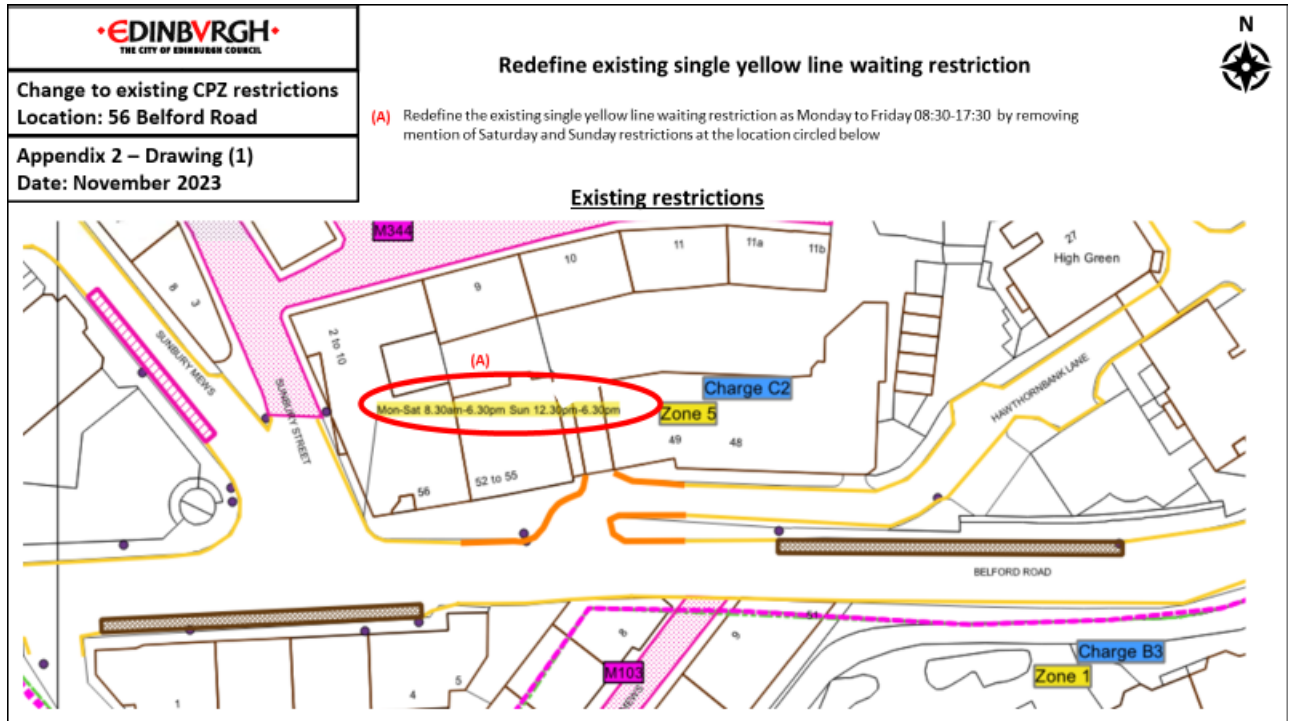 EDINBVRGH
THE CITY OF EDINBURGH COUNCIL
Change to existing CPZ restrictions
Location: 56 Belford Road
Appendix 2 – Drawing (1)
Date: November 2023
Redefine existing single yellow line waiting restriction
N
(A) Redefine the existing single yellow line waiting restriction as Monday to Friday 08:30-17:30 by removing
mention of Saturday and Sunday restrictions at the location circled below
Existing restrictions
M344
8
3
9
10
11
11a
11b
27
High Green
SUNBURY MEWS
2 to 10
SUNBURY STREET
(A)
Mon-Sat 8.30am-6.30pm Sun 12.30pm-6.30pm
Charge C2
Zone 5
49
48
HAWTHORNBANK LANE
56
52 to 55
BELFORD ROAD
51
8
9
M103
MEWS
Charge B3
Zone 1
1
4
5